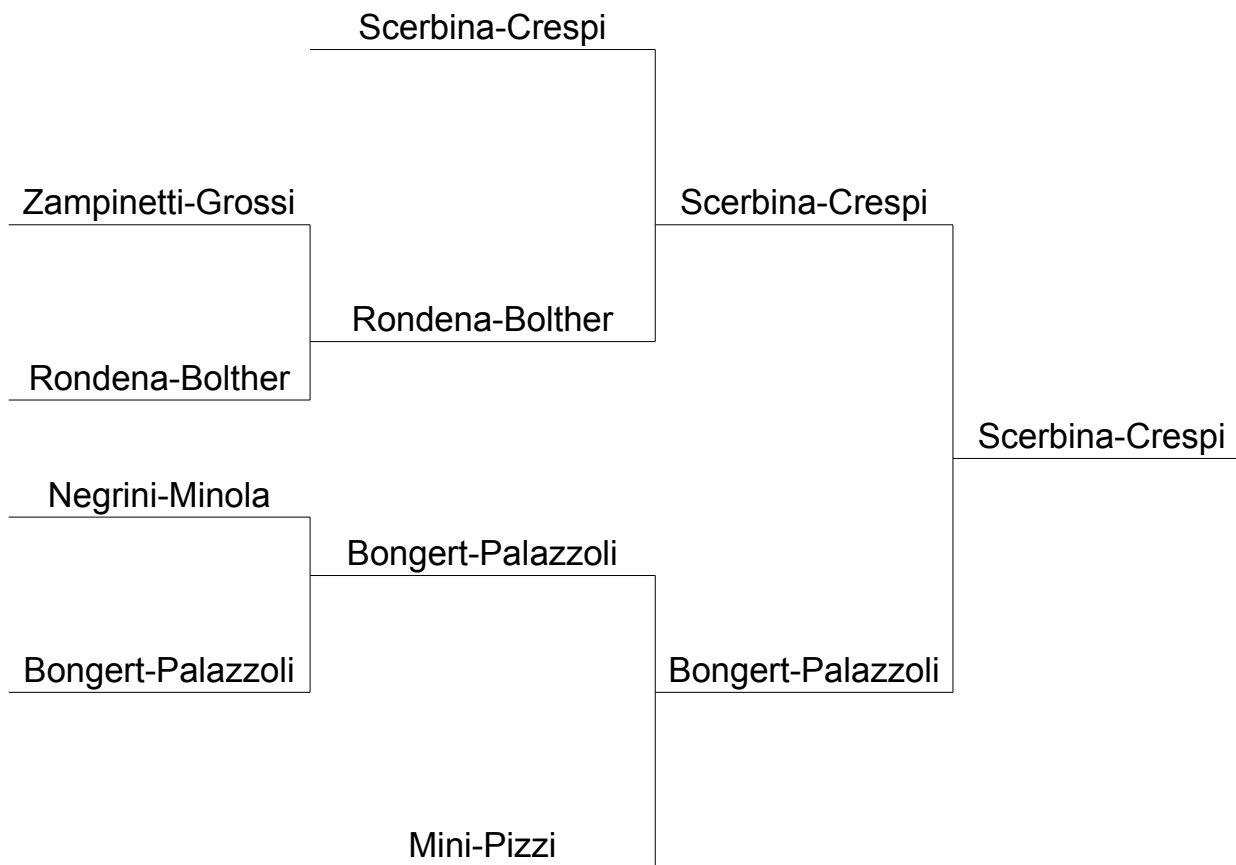 Scerbina-Crespi
Zampinetti-Grossi
Scerbina-Crespi
Rondena-Bolther
Rondena-Bolther
Scerbina-Crespi
Negrini-Minola
Bongert-Palazzoli
Bongert-Palazzoli
Bongert-Palazzoli
Mini-Pizzi